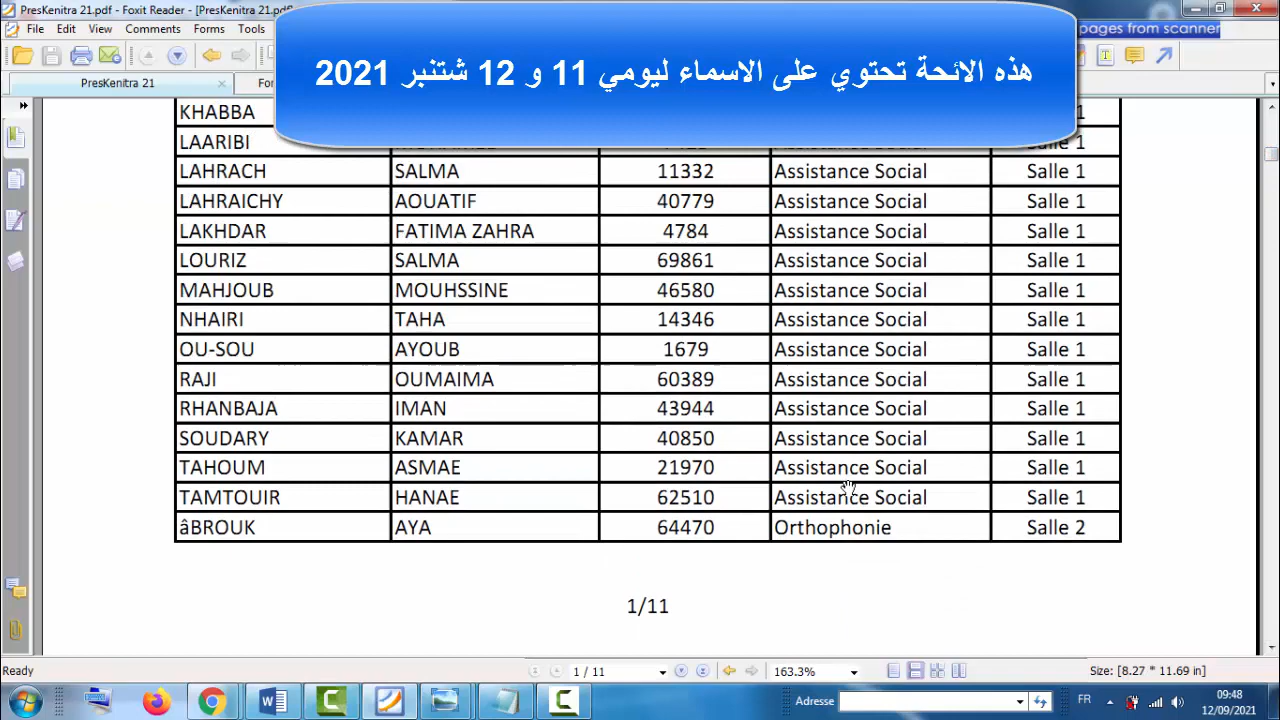 PresKenitra 21.pdf - Foxit Reader - [PresKenitra 21.pdf]
File Edit View Comments Forms Tools
pages from scanner
هذه الائحة تحتوي على الاسماء ليومي 11 و 12 شتنبر 2021
PresKenitra 21
KHABBA
LAARIBI Salle 1
LAHRACH SALMA 11332 Assistance Social Salle 1
LAHRAICHY AOUATIF 40779 Assistance Social Salle 1
LAKHDAR FATIMA ZAHRA 4784 Assistance Social Salle 1
LOURIZ SALMA 69861 Assistance Social Salle 1
MAHJOUB MOUHSSINE 46580 Assistance Social Salle 1
NHAIRI TAHA 14346 Assistance Social Salle 1
OU-SOU AYOUB 1679 Assistance Social Salle 1
RAJI OUMAIMA 60389 Assistance Social Salle 1
RHANBAJA IMAN 43944 Assistance Social Salle 1
SOUDARY KAMAR 40850 Assistance Social Salle 1
TAHOUM ASMAE 21970 Assistance Social Salle 1
TAMTOUIR HANAE 62510 Assistance Social Salle 1
âBROUK AYA 64470 Orthophonie Salle 2
1/11
Ready 1 / 11 163.3% Size: [8.27 * 11.69 in]
Adresse FR 09:48
12/09/2021